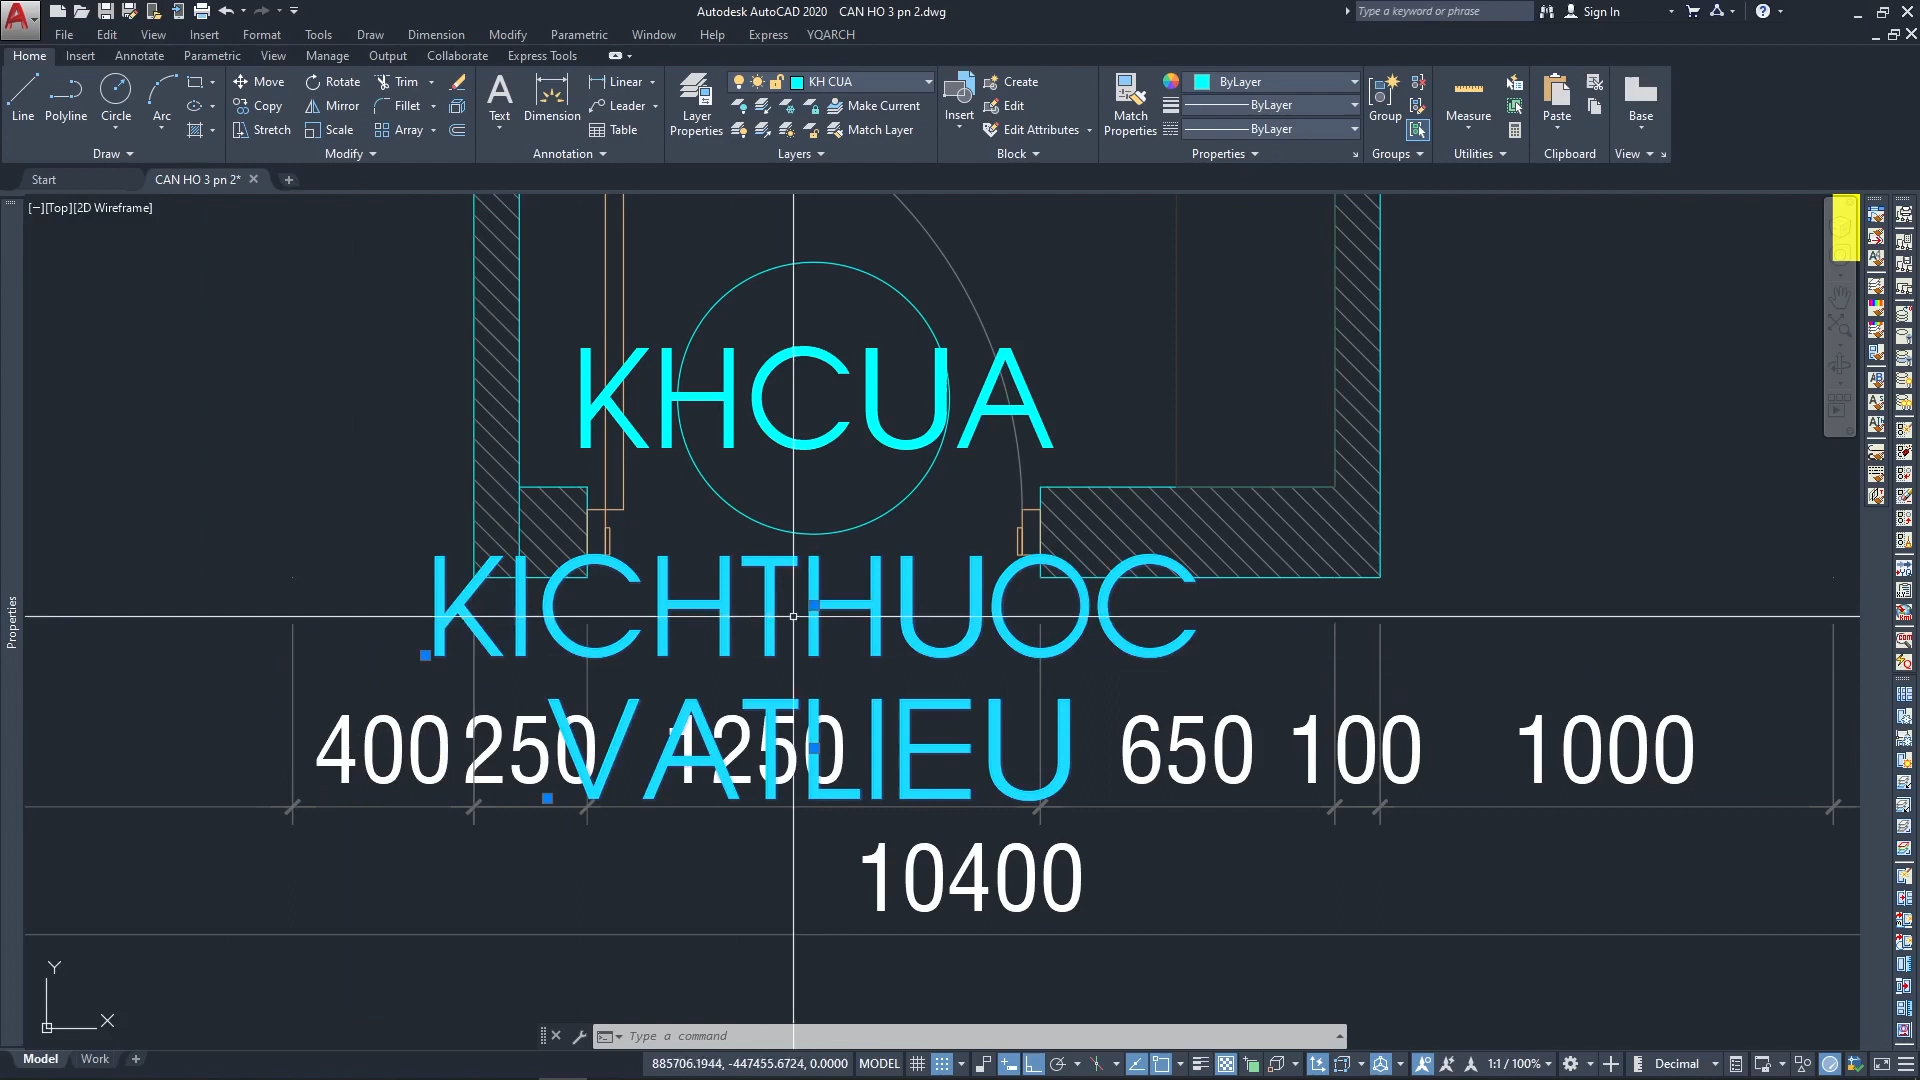 Autodesk AutoCAD 2020 CAN HO 3 pn 2.dwg
Type a keyword or phrase
Sign In
File Edit View Insert Format Tools Draw Dimension Modify Parametric Window Help Express YQARCH
Home Insert Annotate Parametric View Manage Output Collaborate Express Tools
Line Polyline Circle Arc
Move Rotate Trim
Copy Mirror Fillet
Stretch Scale Array
Text Dimension
Linear
Leader
Table
Layer Properties
KH CUA
Make Current
Match Layer
Insert
Create
Edit
Edit Attributes
Match Properties
ByLayer
ByLayer
ByLayer
Group
Measure
Paste
Base
Draw Modify Annotation Layers Block Properties Groups Utilities Clipboard View
Start CAN HO 3 pn 2*
[−][Top][2D Wireframe]
Properties
KHCUA
KICHTHUOC
VATLIEU
400 250 1250 650 100 1000
10400
Y
X
Type a command
Model Work
885706.1944, -447455.6724, 0.0000 MODEL 1:1 / 100% Decimal